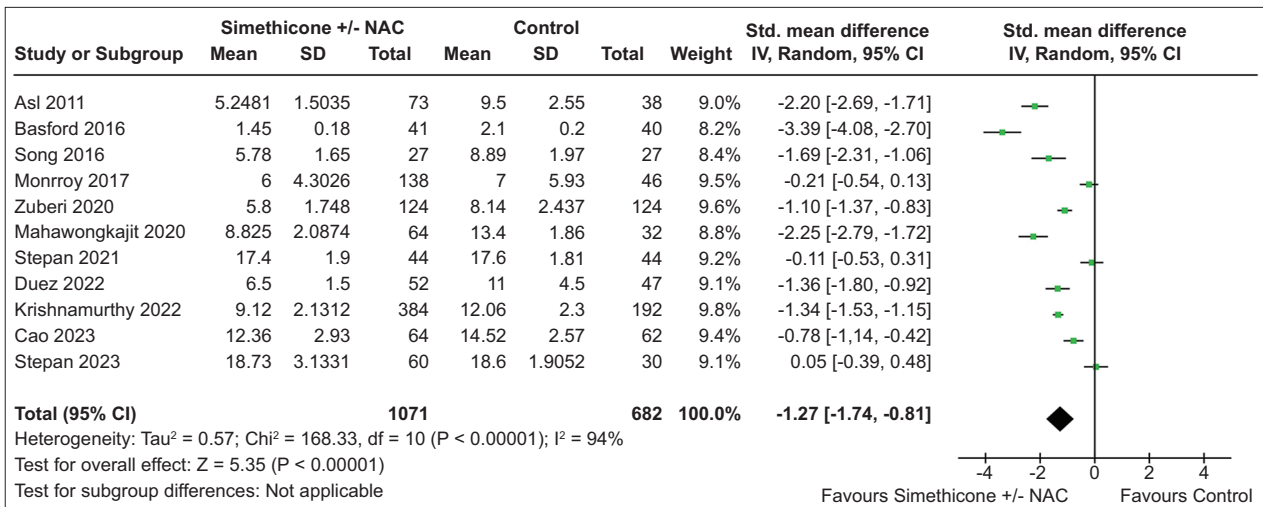 Simethicone +/- NAC Control Std. mean difference Std. mean difference
Study or Subgroup Mean SD Total Mean SD Total Weight IV, Random, 95% CI IV, Random, 95% CI
Asl 2011 5.2481 1.5035 73 9.5 2.55 38 9.0% -2.20 [-2.69, -1.71]
Basford 2016 1.45 0.18 41 2.1 0.2 40 8.2% -3.39 [-4.08, -2.70]
Song 2016 5.78 1.65 27 8.89 1.97 27 8.4% -1.69 [-2.31, -1.06]
Monrroy 2017 6 4.3026 138 7 5.93 46 9.5% -0.21 [-0.54, 0.13]
Zuberi 2020 5.8 1.748 124 8.14 2.437 124 9.6% -1.10 [-1.37, -0.83]
Mahawongkajit 2020 8.825 2.0874 64 13.4 1.86 32 8.8% -2.25 [-2.79, -1.72]
Stepan 2021 17.4 1.9 44 17.6 1.81 44 9.2% -0.11 [-0.53, 0.31]
Duez 2022 6.5 1.5 52 11 4.5 47 9.1% -1.36 [-1.80, -0.92]
Krishnamurthy 2022 9.12 2.1312 384 12.06 2.3 192 9.8% -1.34 [-1.53, -1.15]
Cao 2023 12.36 2.93 64 14.52 2.57 62 9.4% -0.78 [-1,14, -0.42]
Stepan 2023 18.73 3.1331 60 18.6 1.9052 30 9.1% 0.05 [-0.39, 0.48]
Total (95% CI) 1071 682 100.0% -1.27 [-1.74, -0.81]
Heterogeneity: Tau² = 0.57; Chi² = 168.33, df = 10 (P < 0.00001); I² = 94%
Test for overall effect: Z = 5.35 (P < 0.00001)
Test for subgroup differences: Not applicable
-4 -2 0 2 4
Favours Simethicone +/- NAC Favours Control